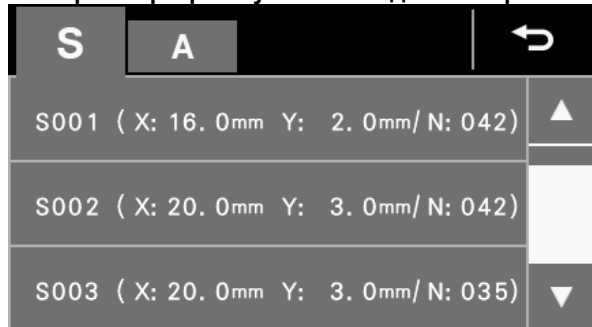 S A
S001 ( X: 16. 0mm Y: 2. 0mm/ N: 042)
S002 ( X: 20. 0mm Y: 3. 0mm/ N: 042)
S003 ( X: 20. 0mm Y: 3. 0mm/ N: 035)